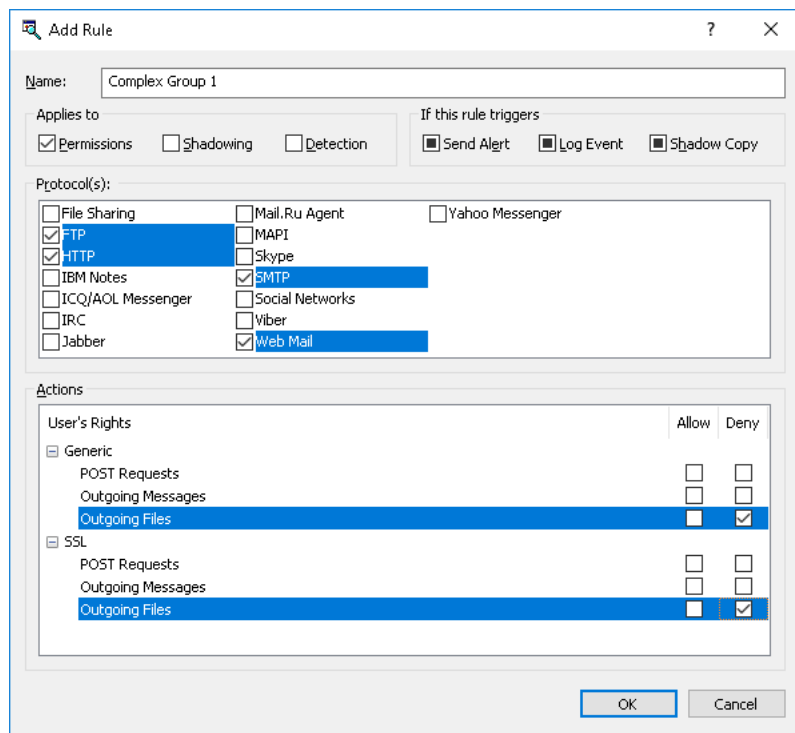 Add Rule ?
Name: Complex Group 1
Applies to
Permissions Shadowing Detection
If this rule triggers
Send Alert Log Event Shadow Copy
Protocol(s):
File Sharing Mail.Ru Agent Yahoo Messenger
FTP MAPI
HTTP Skype
IBM Notes SMTP
ICQ/AOL Messenger Social Networks
IRC Viber
Jabber Web Mail
Actions
User's Rights Allow Deny
Generic
POST Requests
Outgoing Messages
Outgoing Files
SSL
POST Requests
Outgoing Messages
Outgoing Files
OK Cancel